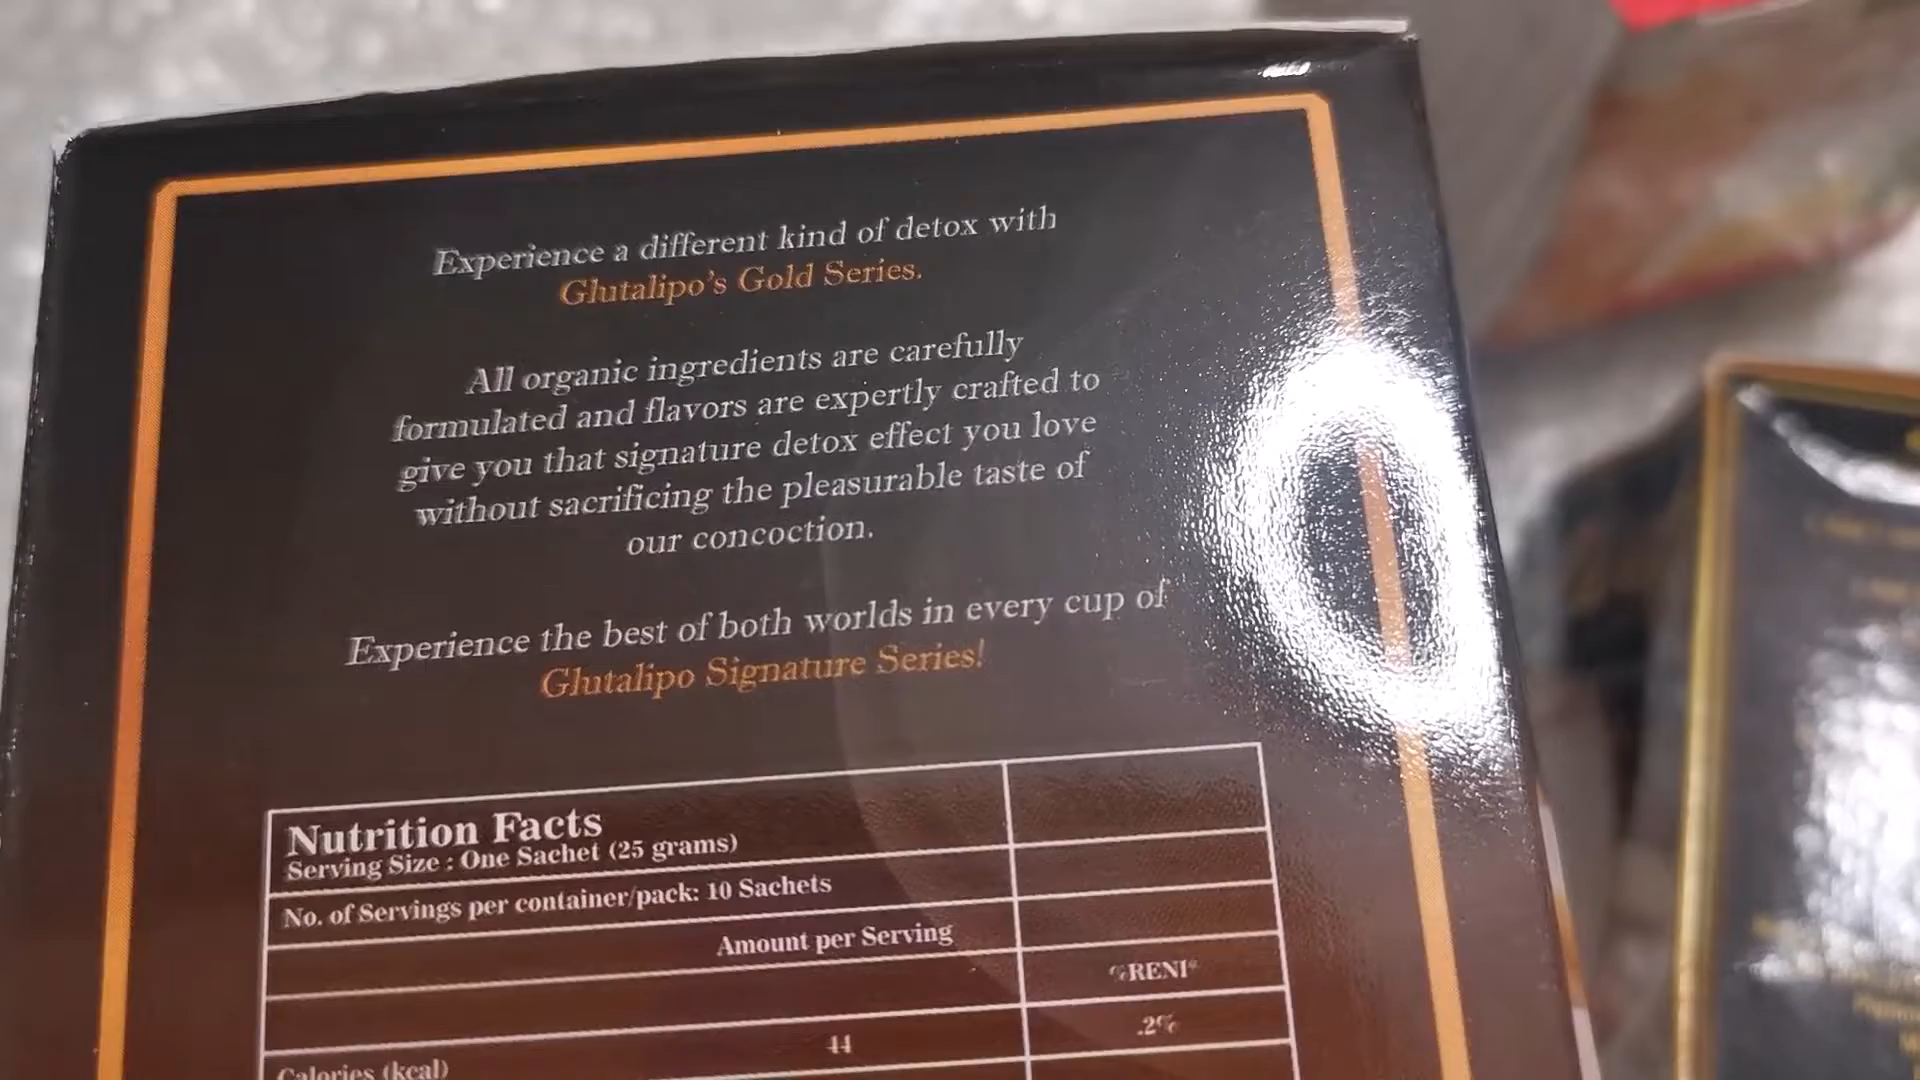 Experience a different kind of detox with
Glutalipo's Gold Series.
All organic ingredients are carefully
formulated and flavors are expertly crafted to
give you that signature detox effect you love
without sacrificing the pleasurable taste of
our concoction.
Experience the best of both worlds in every cup of
Glutalipo Signature Series!
Nutrition Facts
Serving Size : One Sachet (25 grams)
No. of Servings per container/pack: 10 Sachets
Amount per Serving
%RENI*
Calories (kcal) 44 .2%